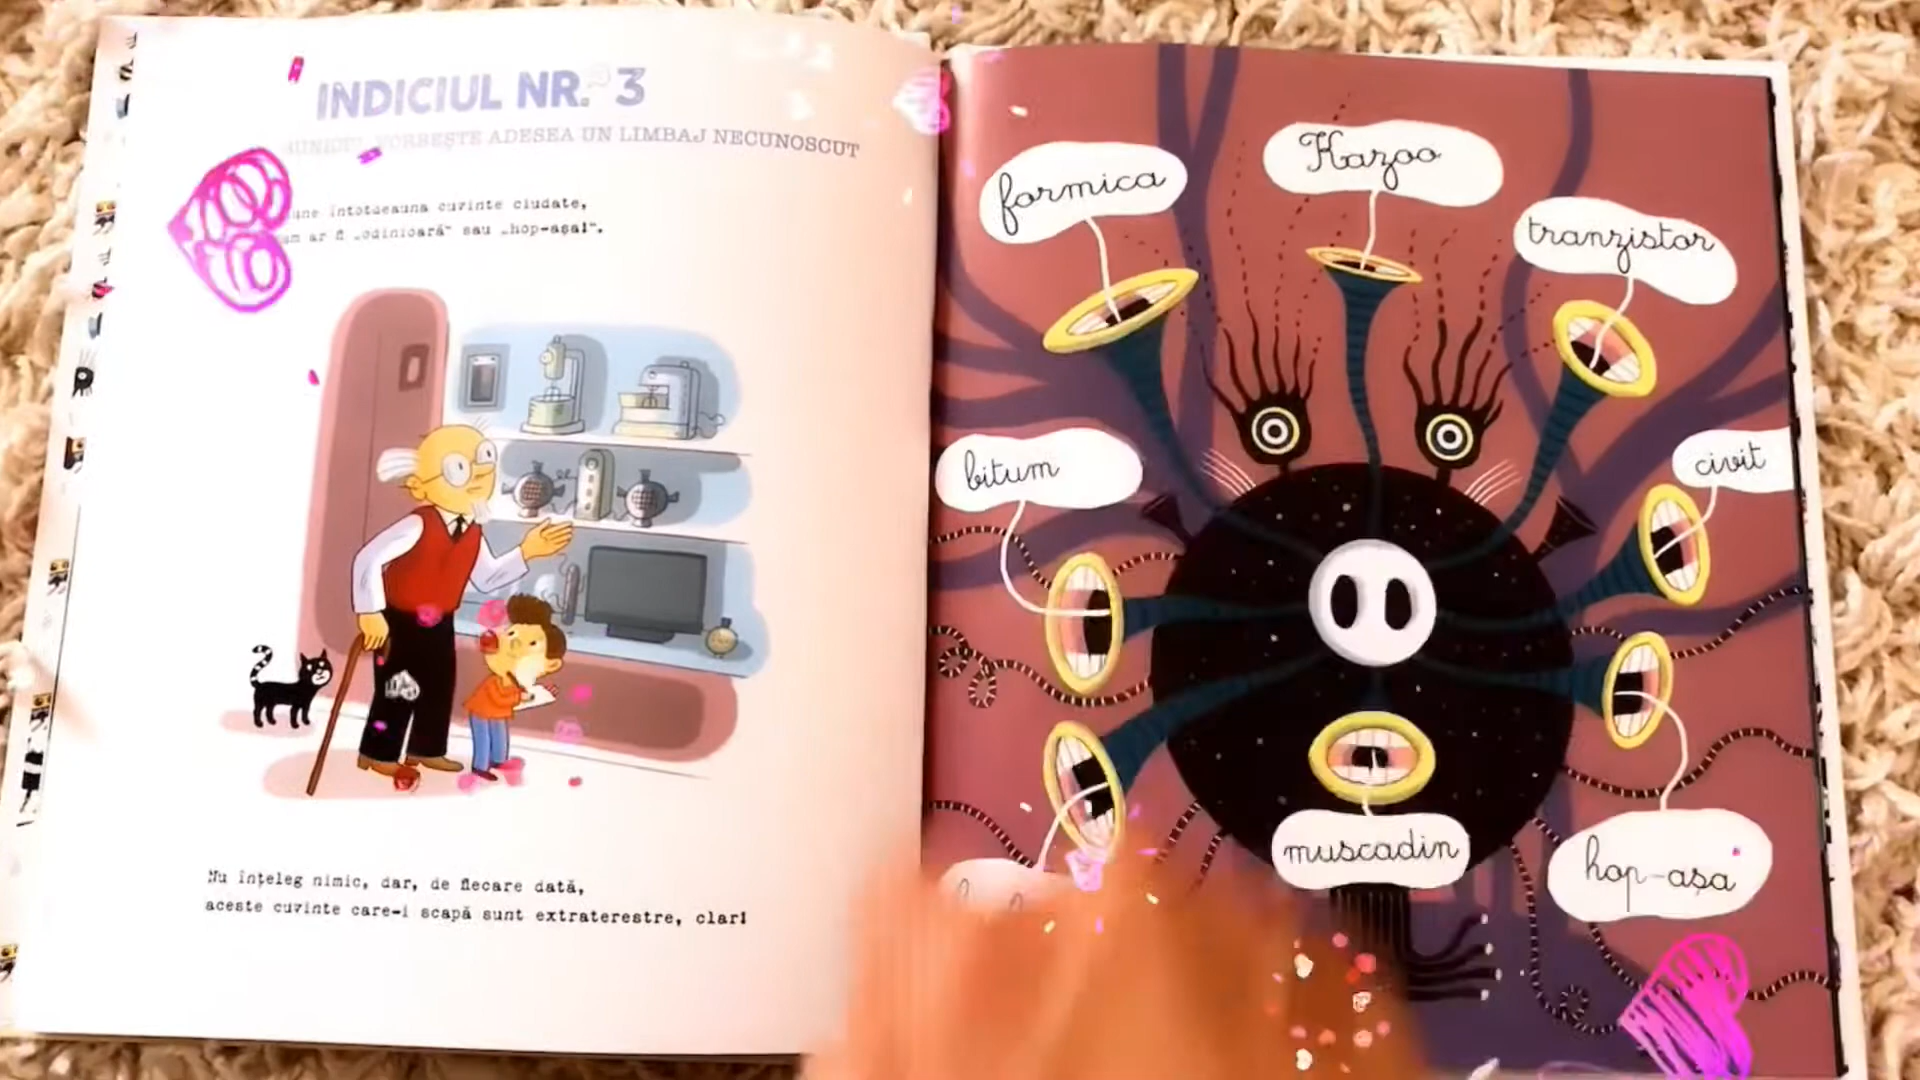 INDICIUL NR. 3
VORBEȘTE ADESEA UN LIMBAJ NECUNOSCUT
întotdeauna cuvinte ciudate,
ar fi „odinioară” sau „hop-așa!”.
Nu înțeleg nimic, dar, de fiecare dată,
aceste cuvinte care-i scapă sunt extraterestre, clar!
formica
Kazoo
tranzistor
bitum
civit
muscadin
hop-așa